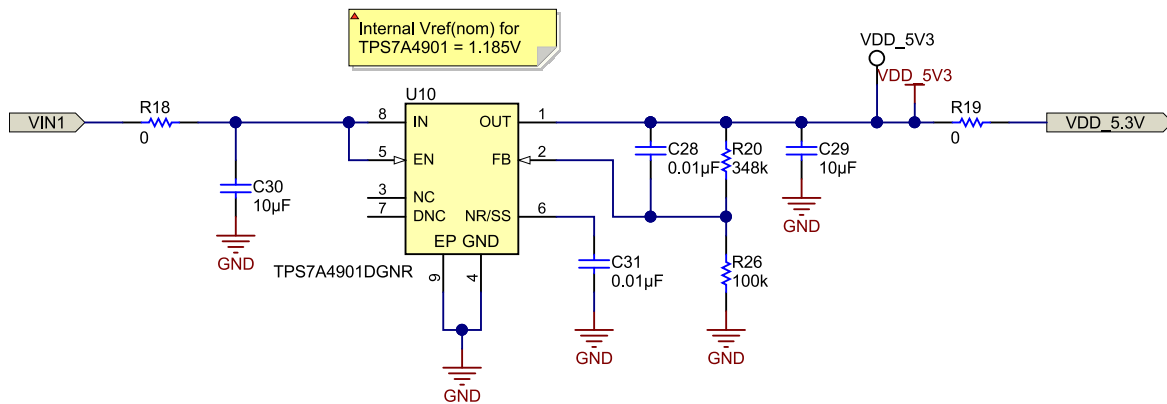 Internal Vref(nom) for
TPS7A4901 = 1.185V
VDD_5V3
VDD_5V3
VIN1
R18
0
U10
8
IN
OUT
1
R19
0
VDD_5.3V
5
EN
FB
2
C28
0.01µF
R20
348k
C29
10µF
C30
10µF
3
NC
7
DNC
NR/SS
6
GND
EP
GND
GND
TPS7A4901DGNR
9
4
C31
0.01µF
R26
100k
GND
GND
GND